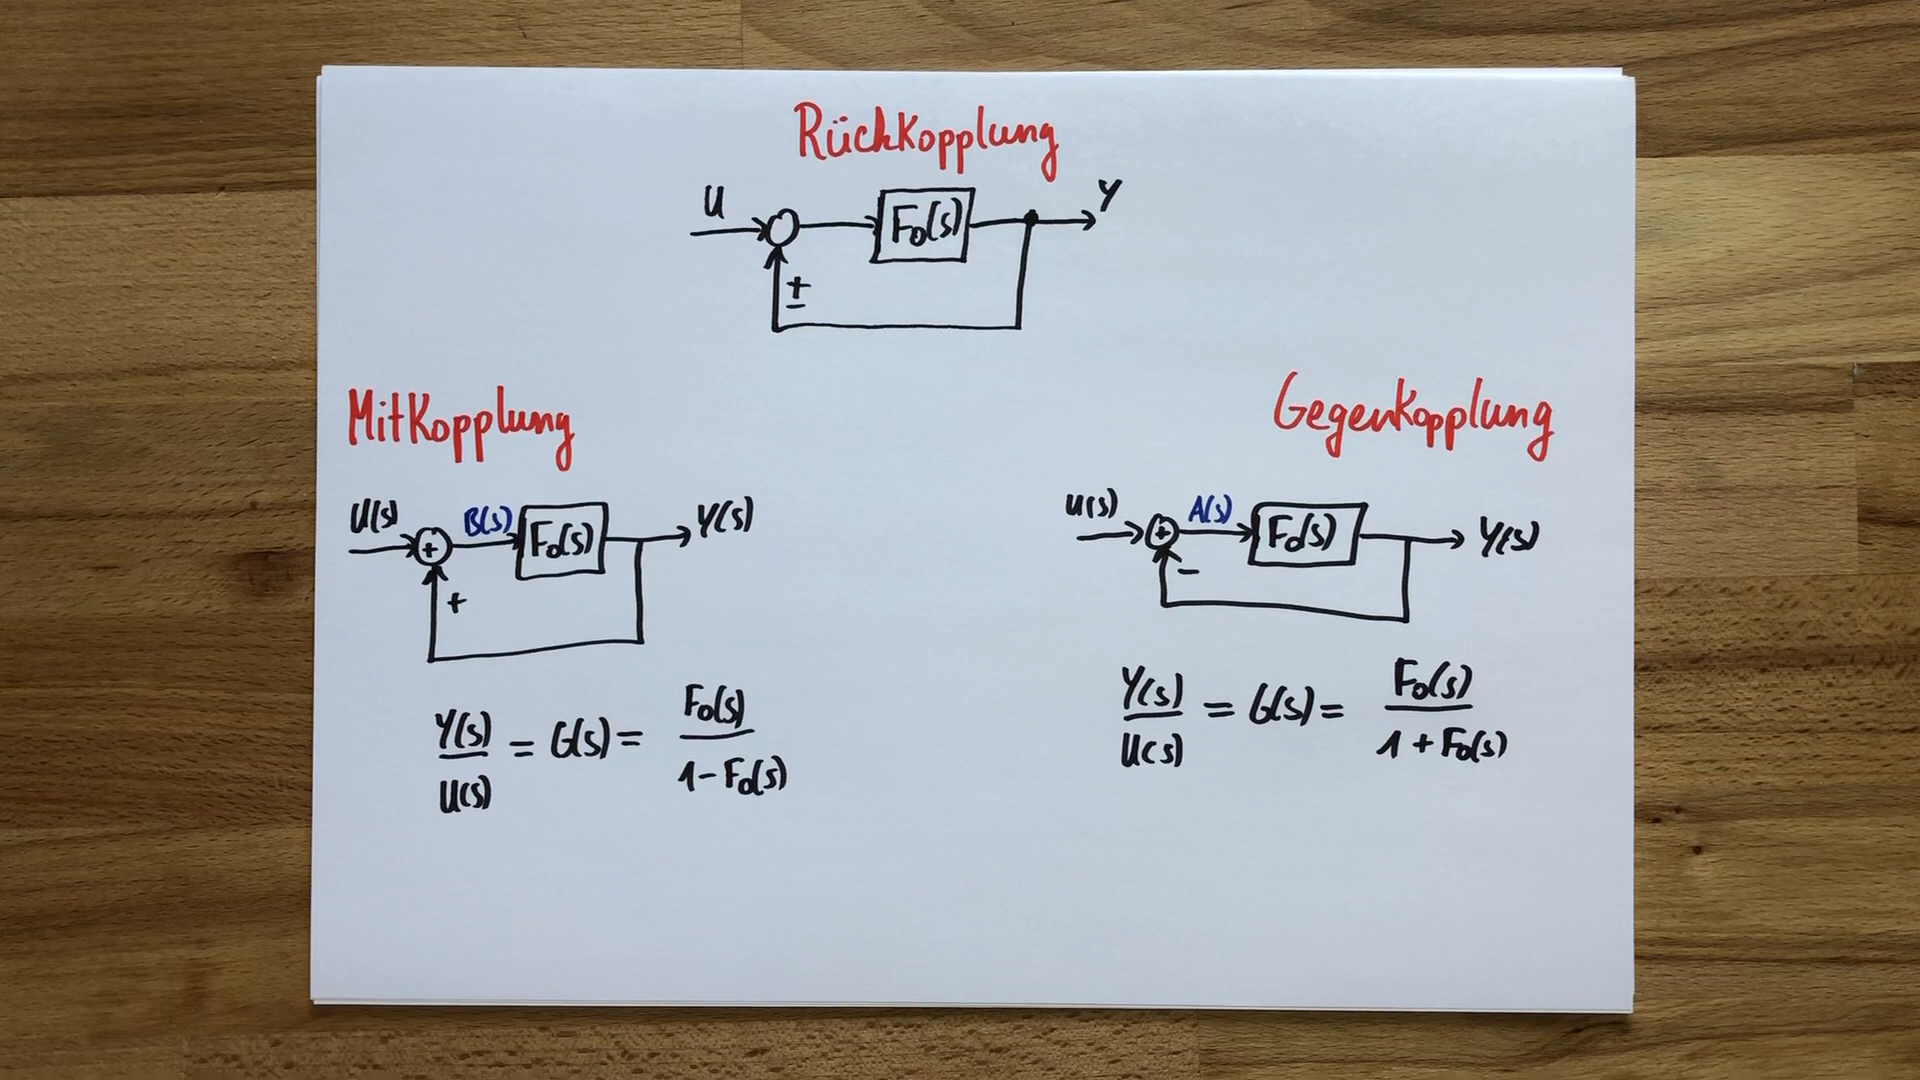 Rückkopplung
U
F₀(s)
Y
±
Mitkopplung
U(s)
+
B(s)
F₀(s)
Y(s)
+
Y(s)/U(s) = G(s) = F₀(s)/1-F₀(s)
Gegenkopplung
U(s)
+
A(s)
F₀(s)
Y(s)
-
Y(s)/U(s) = G(s) = F₀(s)/1+F₀(s)